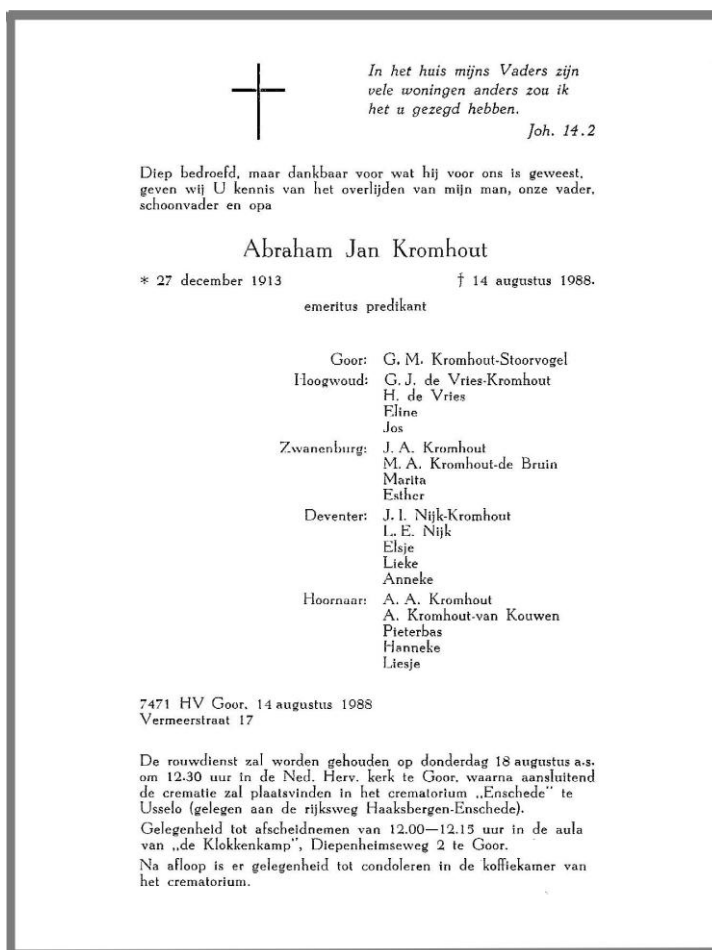 In het huis mijns Vaders zijn
vele woningen anders zou ik
het u gezegd hebben.
Joh. 14.2
Diep bedroefd, maar dankbaar voor wat hij voor ons is geweest,
geven wij U kennis van het overlijden van mijn man, onze vader,
schoonvader en opa
Abraham Jan Kromhout
* 27 december 1913 † 14 augustus 1988.
emeritus predikant
Goor: G. M. Kromhout-Stoorvogel
Hoogwoud: G. J. de Vries-Kromhout
H. de Vries
Eline
Jos
Zwanenburg: J. A. Kromhout
M. A. Kromhout-de Bruin
Marita
Esther
Deventer: J. I. Nijk-Kromhout
L. E. Nijk
Elsje
Lieke
Anneke
Hoornaar: A. A. Kromhout
A. Kromhout-van Kouwen
Pieterbas
Hanneke
Liesje
7471 HV Goor, 14 augustus 1988
Vermeerstraat 17
De rouwdienst zal worden gehouden op donderdag 18 augustus a.s.
om 12.30 uur in de Ned. Herv. kerk te Goor, waarna aansluitend
de crematie zal plaatsvinden in het crematorium „Enschede" te
Usselo (gelegen aan de rijksweg Haaksbergen-Enschede).
Gelegenheid tot afscheidnemen van 12.00—12.15 uur in de aula
van „de Klokkenkamp", Diepenheimseweg 2 te Goor.
Na afloop is er gelegenheid tot condoleren in de koffiekamer van
het crematorium.